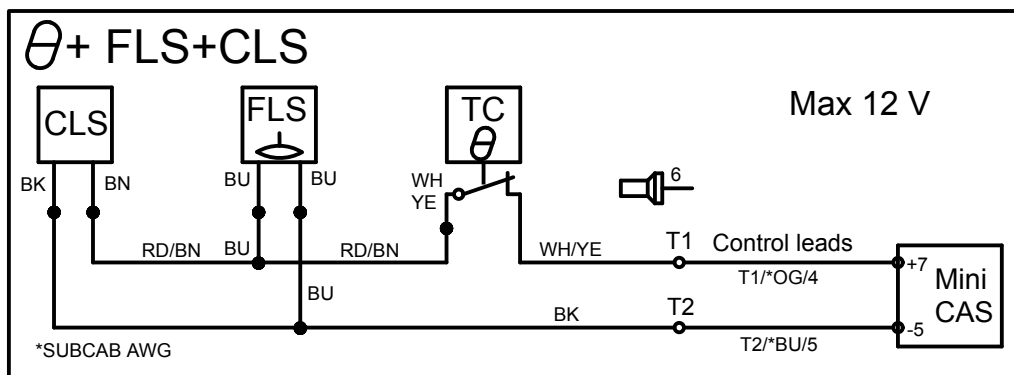 θ+ FLS+CLS
Max 12 V
CLS
FLS
TC
θ
BK
BN
BU
BU
WH
YE
6
RD/BN
BU
RD/BN
WH/YE
T1
Control leads
T1/*OG/4
+7
Mini
CAS
BU
BK
T2
T2/*BU/5
-5
*SUBCAB AWG